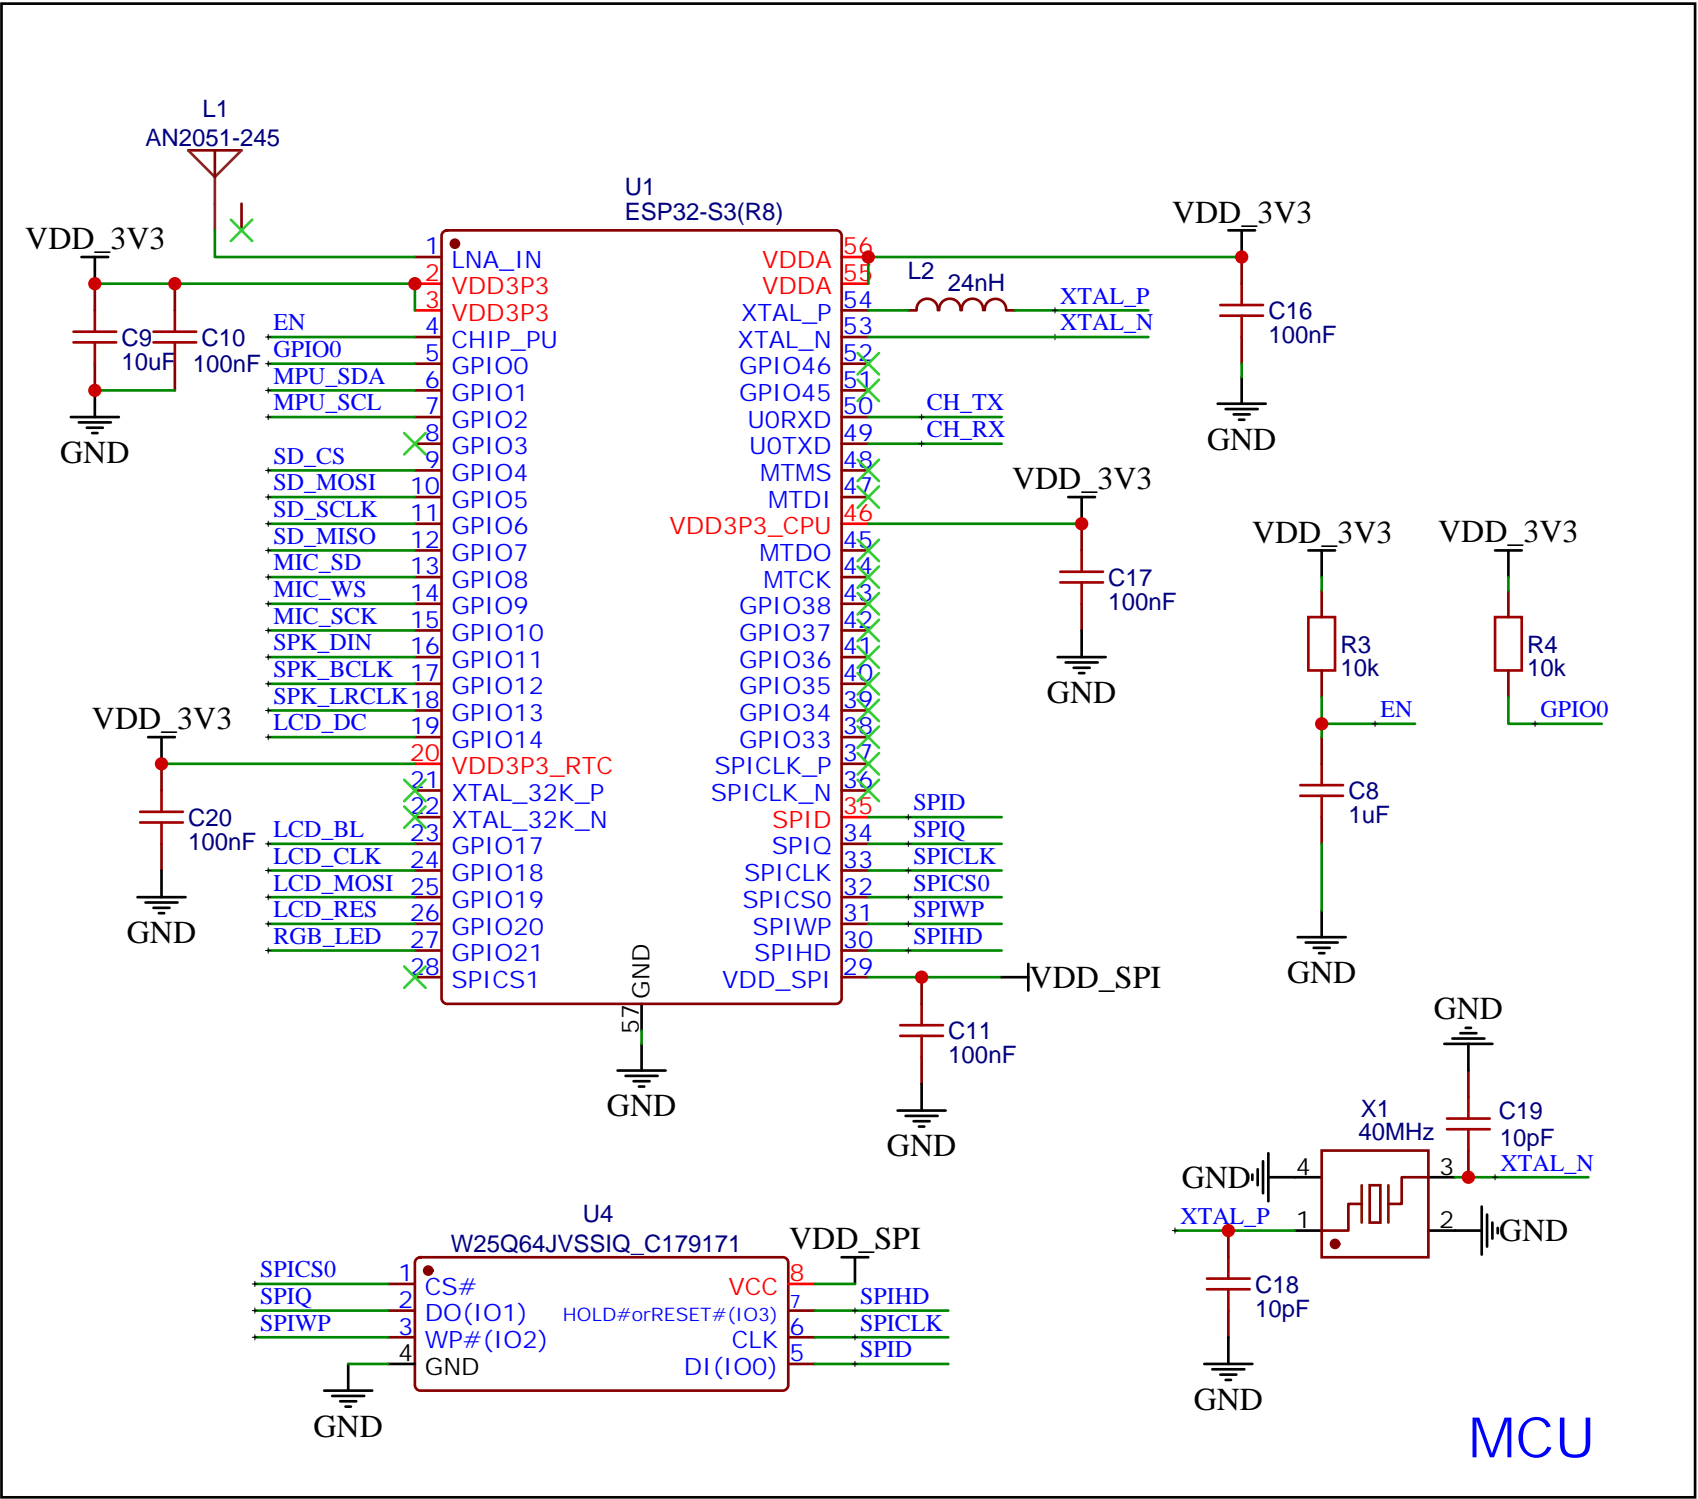 L1
AN2051-245
VDD_3V3
C9
10uF
C10
100nF
GND
U1
ESP32-S3(R8)
1 LNA_IN
2 VDD3P3
3 VDD3P3
EN 4 CHIP_PU
GPIO0 5 GPIO0
MPU_SDA 6 GPIO1
MPU_SCL 7 GPIO2
8 GPIO3
SD_CS 9 GPIO4
SD_MOSI 10 GPIO5
SD_SCLK 11 GPIO6
SD_MISO 12 GPIO7
MIC_SD 13 GPIO8
MIC_WS 14 GPIO9
MIC_SCK 15 GPIO10
SPK_DIN 16 GPIO11
SPK_BCLK 17 GPIO12
SPK_LRCLK 18 GPIO13
LCD_DC 19 GPIO14
20 VDD3P3_RTC
21 XTAL_32K_P
22 XTAL_32K_N
LCD_BL 23 GPIO17
LCD_CLK 24 GPIO18
LCD_MOSI 25 GPIO19
LCD_RES 26 GPIO20
RGB_LED 27 GPIO21
28 SPICS1
VDD_3V3
C20
100nF
GND
VDDA 56
VDDA 55
XTAL_P 54 L2 24nH XTAL_P
XTAL_N 53 XTAL_N
GPIO46 52
GPIO45 51
U0RXD 50 CH_TX
U0TXD 49 CH_RX
MTMS 48
MTDI 47
VDD3P3_CPU 46
MTDO 45
MTCK 44
GPIO38 43
GPIO37 42
GPIO36 41
GPIO35 40
GPIO34 39
GPIO33 38
SPICLK_P 37
SPICLK_N 36
SPID 35 SPID
SPIQ 34 SPIQ
SPICLK 33 SPICLK
SPICS0 32 SPICS0
SPIWP 31 SPIWP
SPIHD 30 SPIHD
VDD_SPI 29 VDD_SPI
GND
57
GND
C11
100nF
GND
VDD_3V3
C16
100nF
GND
VDD_3V3
C17
100nF
GND
VDD_3V3
R3
10k
EN
C8
1uF
GND
VDD_3V3
R4
10k
GPIO0
GND
C19
10pF
X1
40MHz
GND 4
3 XTAL_N
XTAL_P 1
2 GND
C18
10pF
GND
U4
W25Q64JVSSIQ_C179171
VDD_SPI
SPICS0 1 CS#
SPIQ 2 DO(IO1)
SPIWP 3 WP#(IO2)
4 GND
GND
VCC 8
HOLD#orRESET#(IO3) 7 SPIHD
CLK 6 SPICLK
DI(IO0) 5 SPID
MCU